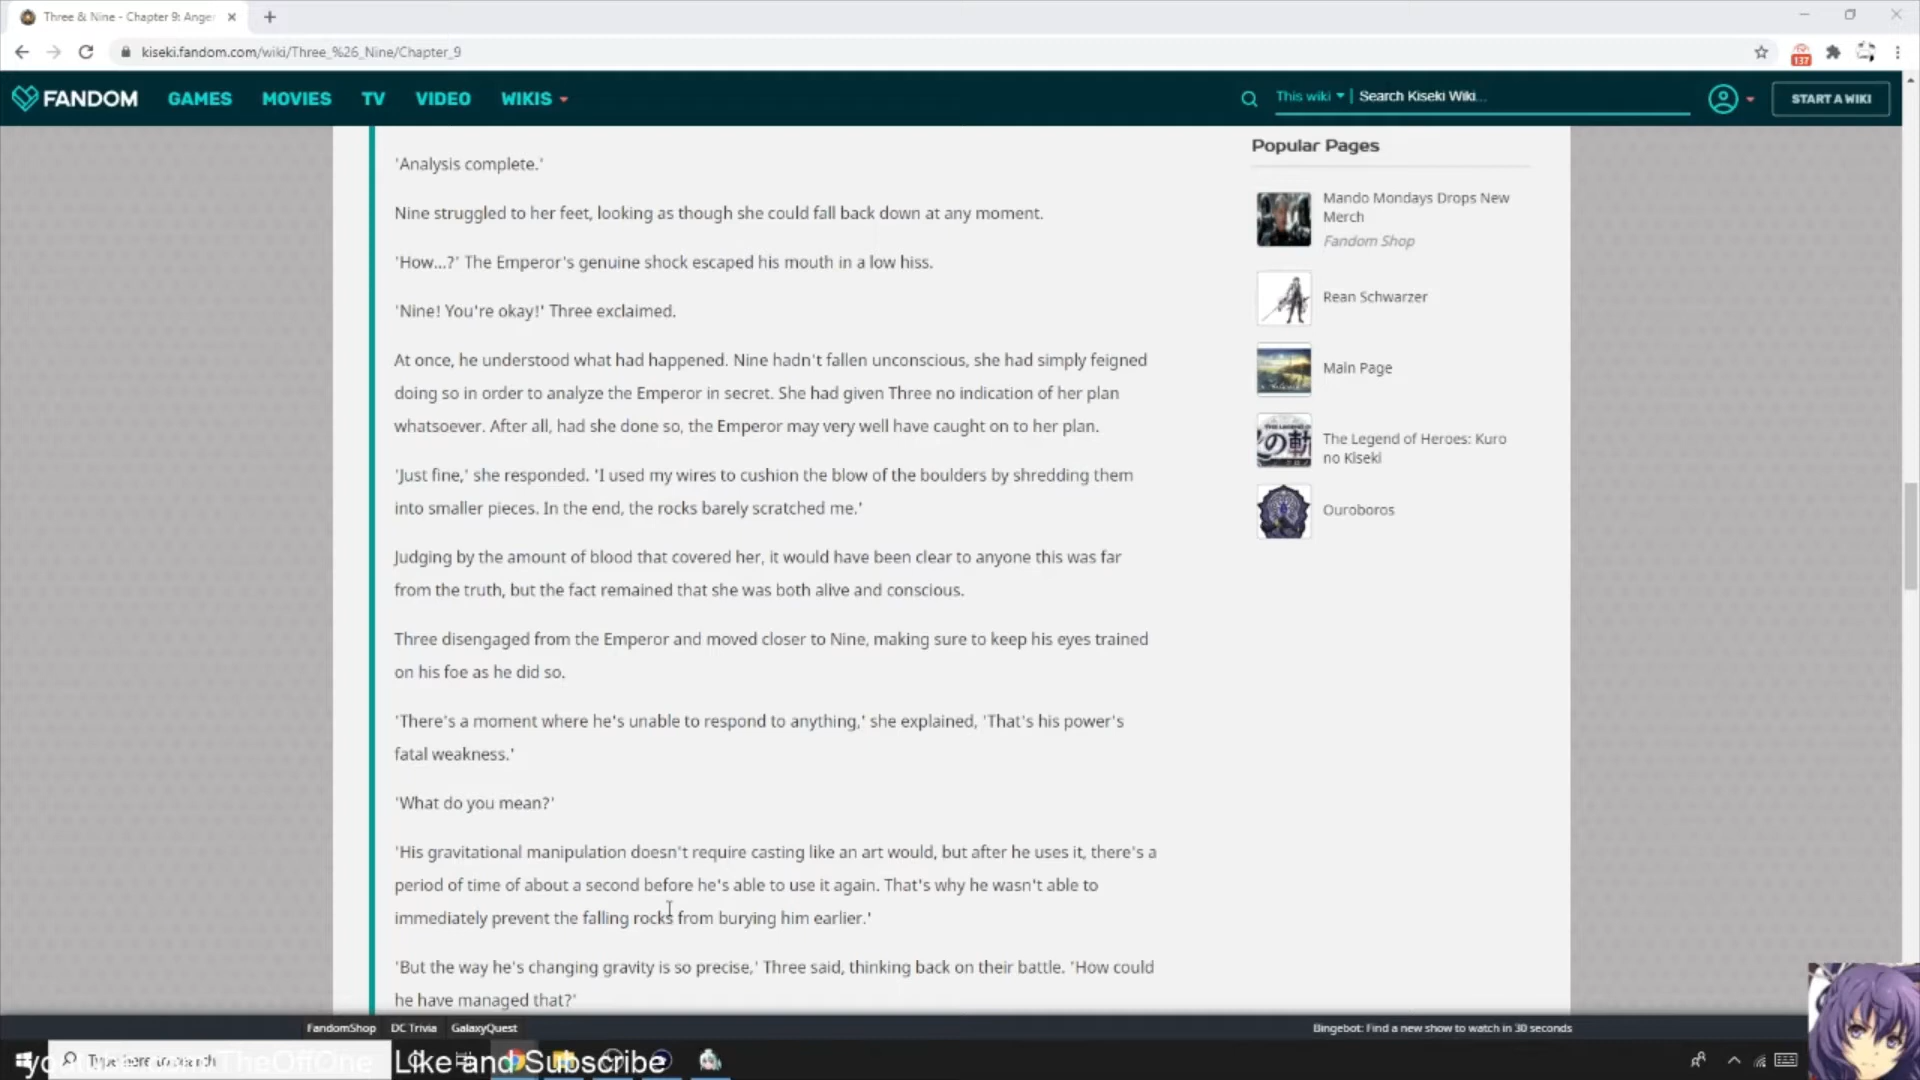 Three & Nine - Chapter 9: Anger
kiseki.fandom.com/wiki/Three_%26_Nine/Chapter_9
137
FANDOM
GAMES
MOVIES
TV
VIDEO
WIKIS
This wiki
Search Kiseki Wiki...
START A WIKI
'Analysis complete.'
Nine struggled to her feet, looking as though she could fall back down at any moment.
'How...?' The Emperor's genuine shock escaped his mouth in a low hiss.
'Nine! You're okay!' Three exclaimed.
At once, he understood what had happened. Nine hadn't fallen unconscious, she had simply feigned
doing so in order to analyze the Emperor in secret. She had given Three no indication of her plan
whatsoever. After all, had she done so, the Emperor may very well have caught on to her plan.
'Just fine,' she responded. 'I used my wires to cushion the blow of the boulders by shredding them
into smaller pieces. In the end, the rocks barely scratched me.'
Judging by the amount of blood that covered her, it would have been clear to anyone this was far
from the truth, but the fact remained that she was both alive and conscious.
Three disengaged from the Emperor and moved closer to Nine, making sure to keep his eyes trained
on his foe as he did so.
'There's a moment where he's unable to respond to anything,' she explained, 'That's his power's
fatal weakness.'
'What do you mean?'
'His gravitational manipulation doesn't require casting like an art would, but after he uses it, there's a
period of time of about a second before he's able to use it again. That's why he wasn't able to
immediately prevent the falling rocks from burying him earlier.'
'But the way he's changing gravity is so precise,' Three said, thinking back on their battle. 'How could
he have managed that?'
Popular Pages
Mando Mondays Drops New
Merch
Fandom Shop
Rean Schwarzer
Main Page
The Legend of Heroes: Kuro
no Kiseki
Ouroboros
FandomShop
DC Trivia
GalaxyQuest
Bingebot: Find a new show to watch in 30 seconds
Type here to search
TheOffOne
Like and Subscribe